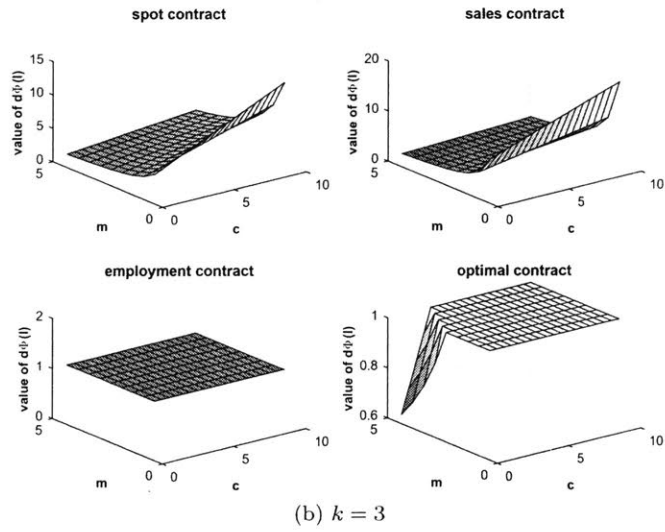 spot contract
value of dΦ(I)
15
10
5
0
5
m
0
0
c
5
10
sales contract
value of dΦ(I)
20
10
0
5
m
0
0
c
5
10
employment contract
value of dΦ(I)
2
1
0
5
m
0
0
c
5
10
optimal contract
value of dΦ(I)
1
0.8
0.6
5
m
0
0
c
5
10
(b) k = 3